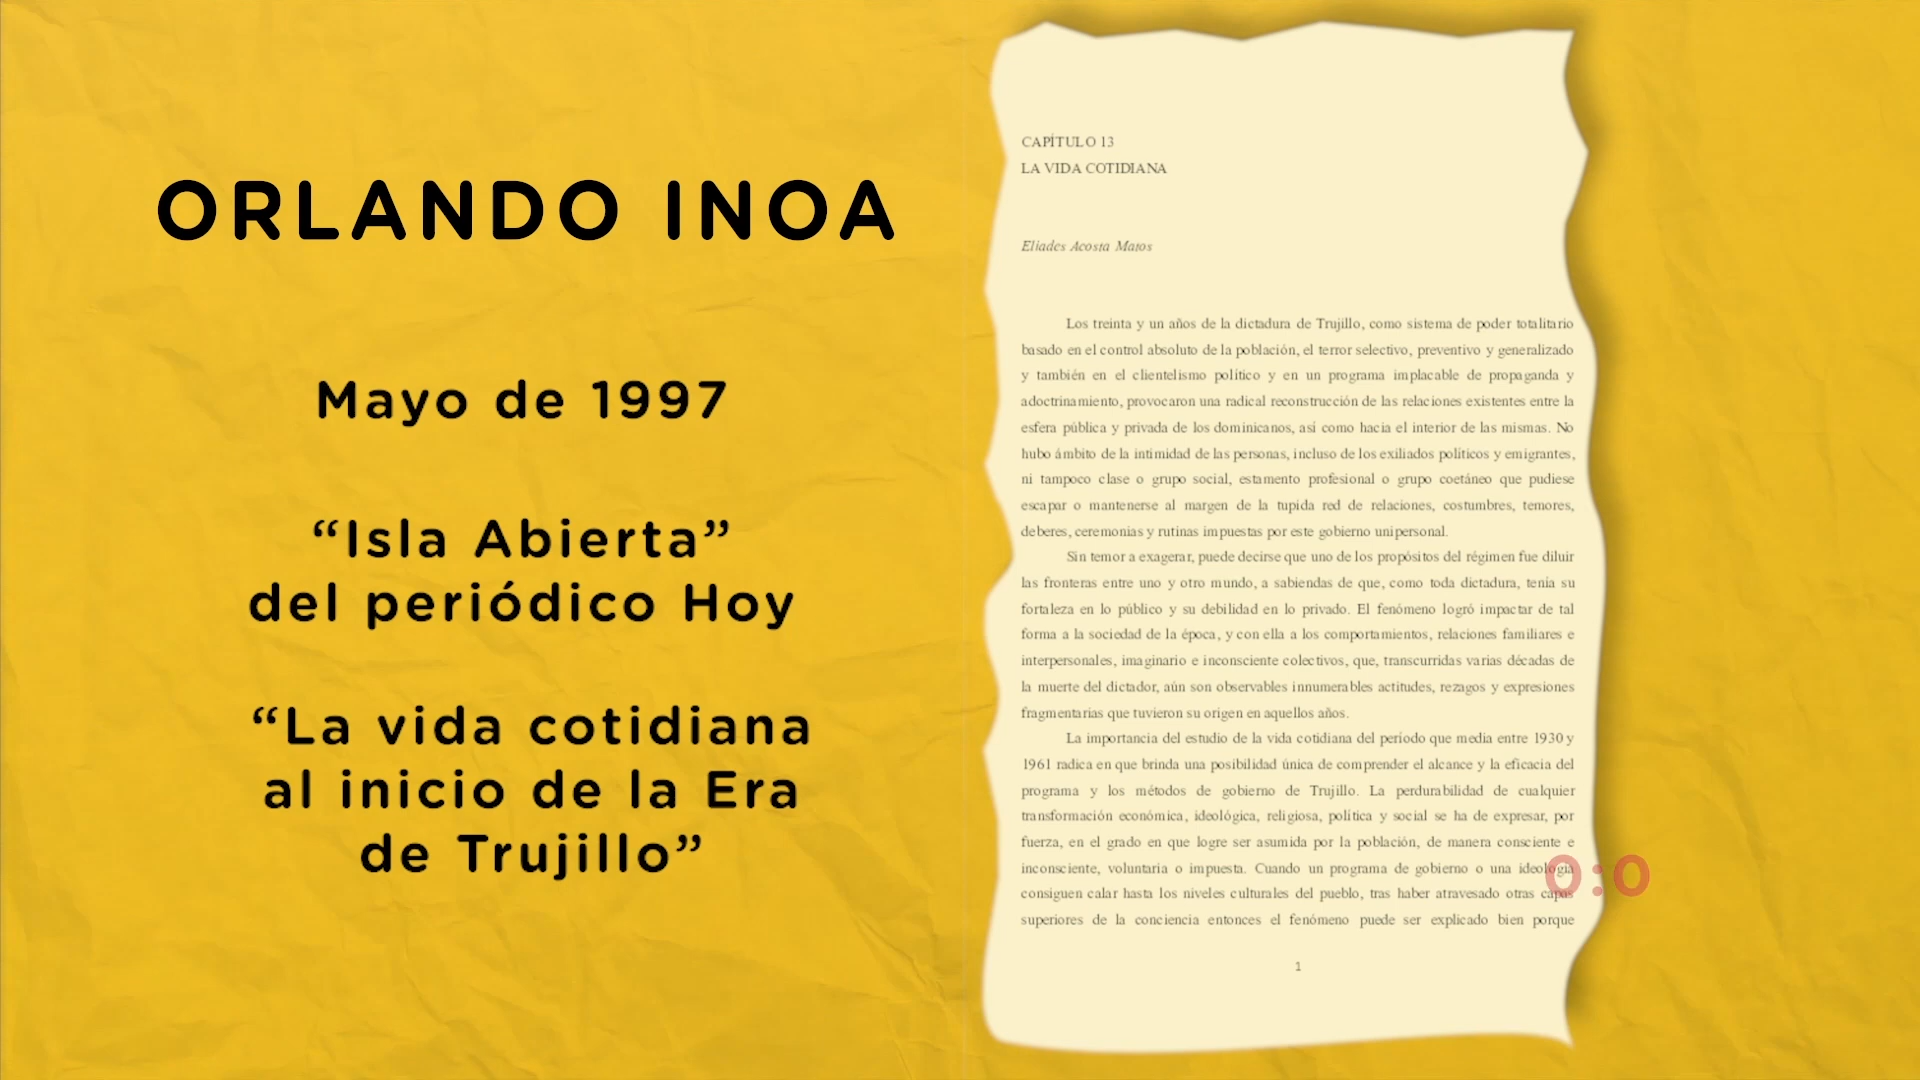 ORLANDO INOA
Mayo de 1997
“Isla Abierta”
del periódico Hoy
“La vida cotidiana
al inicio de la Era
de Trujillo”
CAPÍTULO 13
LA VIDA COTIDIANA
Eliades Acosta Matos
Los treinta y un años de la dictadura de Trujillo, como sistema de poder totalitario
basado en el control absoluto de la población, el terror selectivo, preventivo y generalizado
y también en el clientelismo político y en un programa implacable de propaganda y
adoctrinamiento, provocaron una radical reconstrucción de las relaciones existentes entre la
esfera pública y privada de los dominicanos, así como hacia el interior de las mismas. No
hubo ámbito de la intimidad de las personas, incluso de los exiliados políticos y emigrantes,
ni tampoco clase o grupo social, estamento profesional o grupo coetáneo que pudiese
escapar o mantenerse al margen de la tupida red de relaciones, costumbres, temores,
deberes, ceremonias y rutinas impuestas por este gobierno unipersonal.
Sin temor a exagerar, puede decirse que uno de los propósitos del régimen fue diluir
las fronteras entre uno y otro mundo, a sabiendas de que, como toda dictadura, tenía su
fortaleza en lo público y su debilidad en lo privado. El fenómeno logró impactar de tal
forma a la sociedad de la época, y con ella a los comportamientos, relaciones familiares e
interpersonales, imaginario e inconsciente colectivos, que, transcurridas varias décadas de
la muerte del dictador, aún son observables innumerables actitudes, rezagos y expresiones
fragmentarias que tuvieron su origen en aquellos años.
La importancia del estudio de la vida cotidiana del período que media entre 1930 y
1961 radica en que brinda una posibilidad única de comprender el alcance y la eficacia del
programa y los métodos de gobierno de Trujillo. La perdurabilidad de cualquier
transformación económica, ideológica, religiosa, política y social se ha de expresar, por
fuerza, en el grado en que logre ser asumida por la población, de manera consciente e
inconsciente, voluntaria o impuesta. Cuando un programa de gobierno o una ideología
consiguen calar hasta los niveles culturales del pueblo, tras haber atravesado otras capas
superiores de la conciencia entonces el fenómeno puede ser explicado bien porque
1
0:0